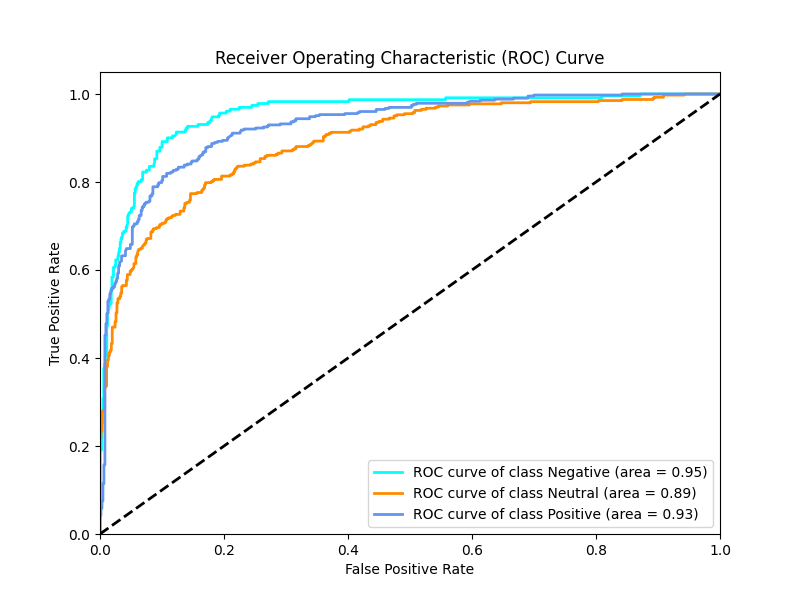 Receiver Operating Characteristic (ROC) Curve
1.0
0.8
0.6
0.4
0.2
0.0
True Positive Rate
ROC curve of class Negative (area = 0.95)
ROC curve of class Neutral (area = 0.89)
ROC curve of class Positive (area = 0.93)
0.0 0.2 0.4 0.6 0.8 1.0
False Positive Rate